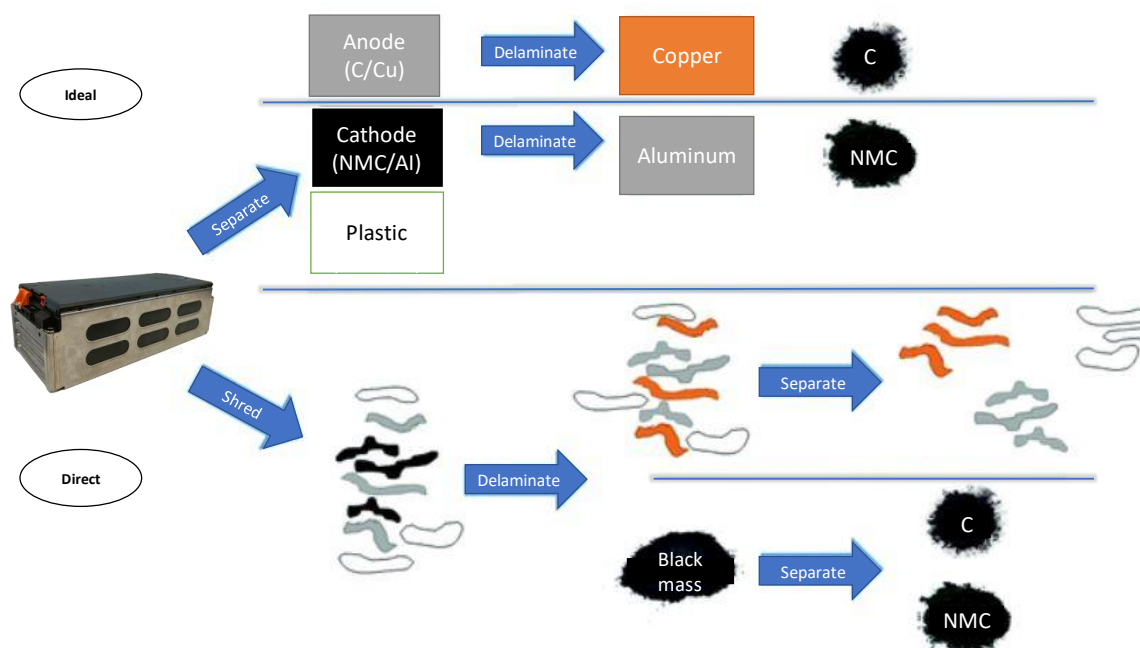 Ideal
Separate
Anode
(C/Cu)
Delaminate
Copper
C
Cathode
(NMC/Al)
Delaminate
Aluminum
NMC
Plastic
Direct
Shred
Delaminate
Separate
Black
mass
Separate
C
NMC